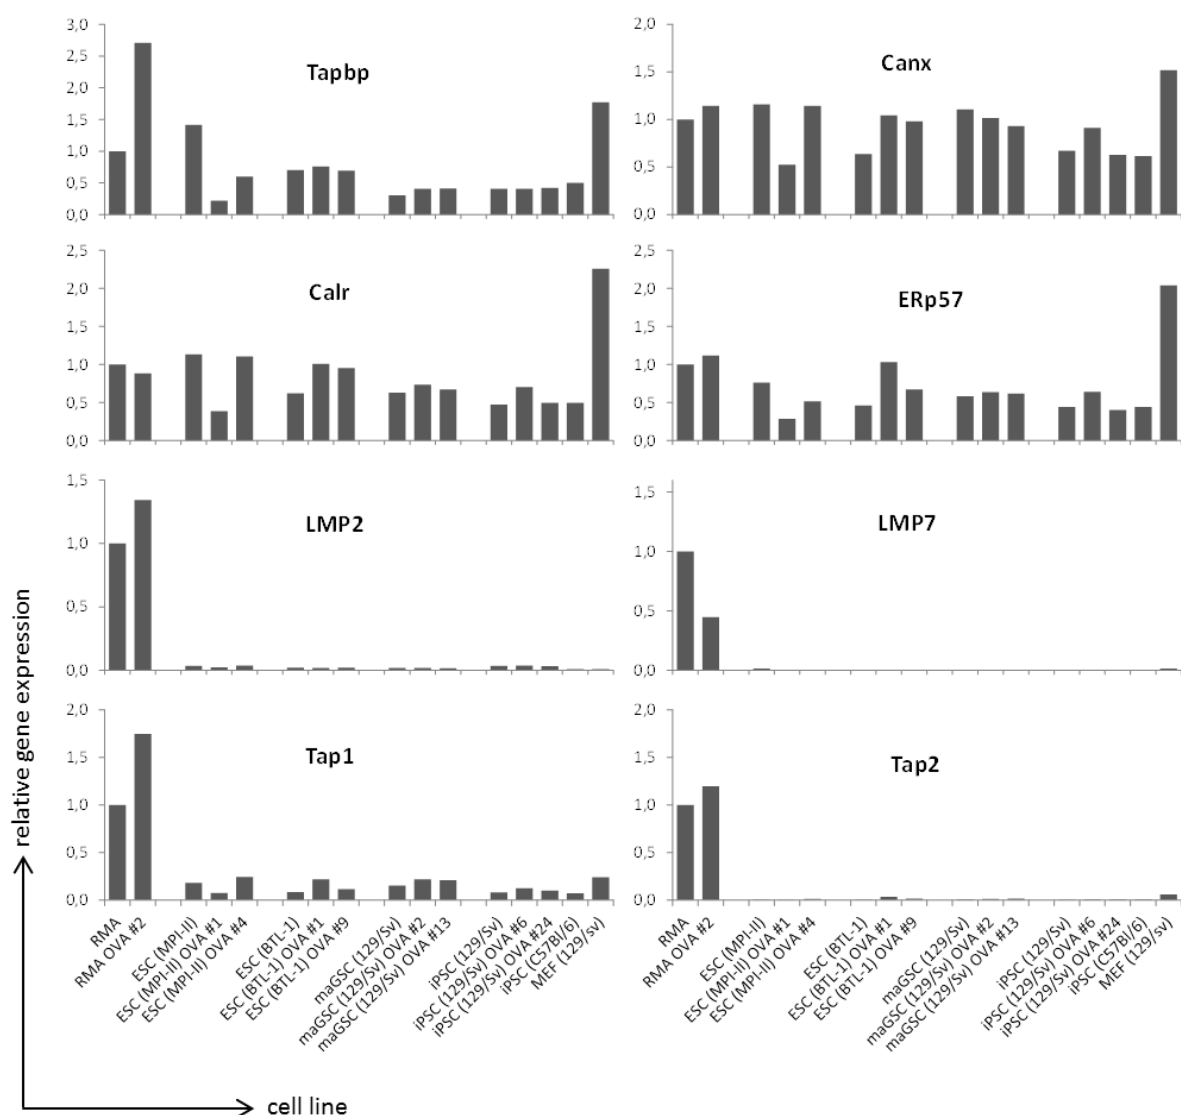 Tapbp
3,0
2,5
2,0
1,5
1,0
0,5
0,0
Canx
2,0
1,5
1,0
0,5
0,0
Calr
2,5
2,0
1,5
1,0
0,5
0,0
ERp57
2,5
2,0
1,5
1,0
0,5
0,0
LMP2
1,5
1,0
0,5
0,0
LMP7
1,5
1,0
0,5
0,0
Tap1
2,0
1,5
1,0
0,5
0,0
Tap2
2,0
1,5
1,0
0,5
0,0
RMA
RMA OVA #2
ESC (MPI-II)
ESC (MPI-II) OVA #1
ESC (MPI-II) OVA #4
ESC (BTL-1)
ESC (BTL-1) OVA #1
ESC (BTL-1) OVA #9
maGSC (129/Sv)
maGSC (129/Sv) OVA #2
maGSC (129/Sv) OVA #13
iPSC (129/Sv)
iPSC (129/Sv) OVA #6
iPSC (129/Sv) OVA #24
iPSC (C57Bl/6)
MEF (129/sv)
RMA
RMA OVA #2
ESC (MPI-II)
ESC (MPI-II) OVA #1
ESC (MPI-II) OVA #4
ESC (BTL-1)
ESC (BTL-1) OVA #1
ESC (BTL-1) OVA #9
maGSC (129/Sv)
maGSC (129/Sv) OVA #2
maGSC (129/Sv) OVA #13
iPSC (129/Sv)
iPSC (129/Sv) OVA #6
iPSC (129/Sv) OVA #24
iPSC (C57Bl/6)
MEF (129/sv)
relative gene expression
cell line